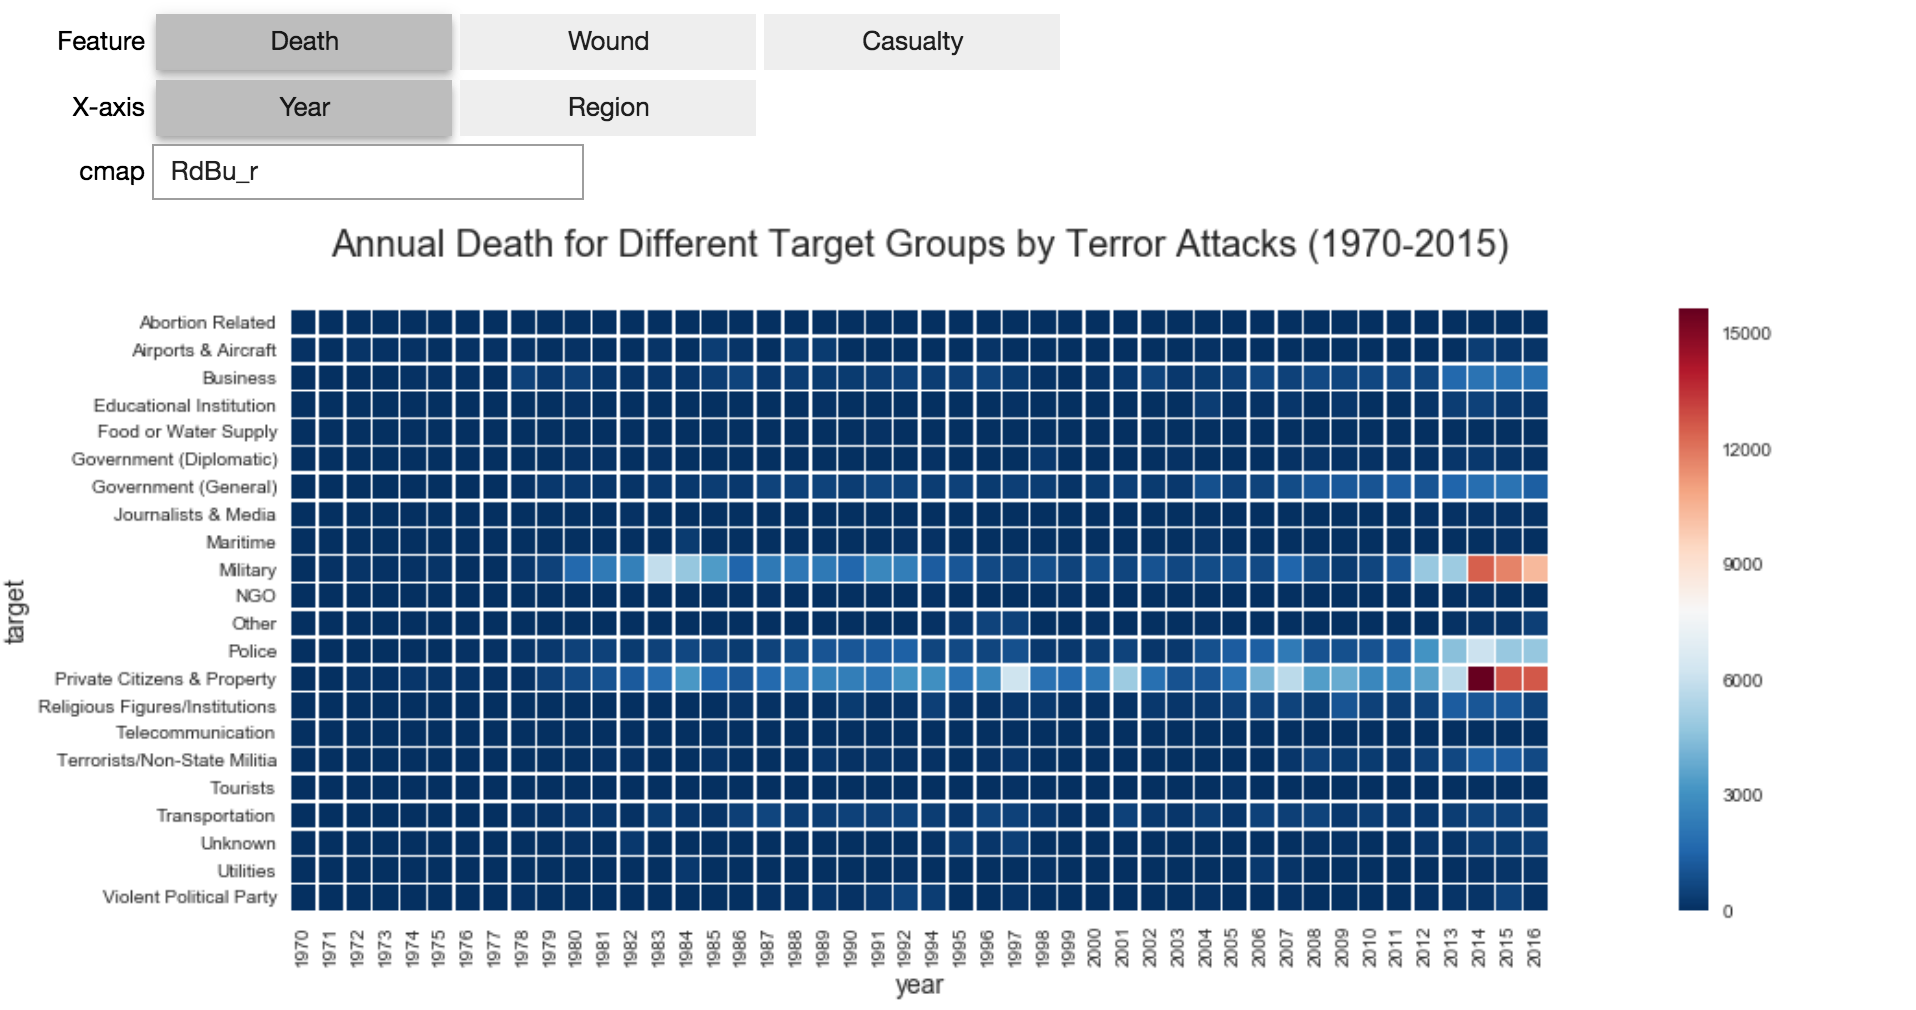 Feature Death Wound Casualty
X-axis Year Region
cmap RdBu_r
Annual Death for Different Target Groups by Terror Attacks (1970-2015)
target
Abortion Related
Airports & Aircraft
Business
Educational Institution
Food or Water Supply
Government (Diplomatic)
Government (General)
Journalists & Media
Maritime
Military
NGO
Other
Police
Private Citizens & Property
Religious Figures/Institutions
Telecommunication
Terrorists/Non-State Militia
Tourists
Transportation
Unknown
Utilities
Violent Political Party
1970 1971 1972 1973 1974 1975 1976 1977 1978 1979 1980 1981 1982 1983 1984 1985 1986 1987 1988 1989 1990 1991 1992 1994 1995 1996 1997 1998 1999 2000 2001 2002 2003 2004 2005 2006 2007 2008 2009 2010 2011 2012 2013 2014 2015 2016
year
15000
12000
9000
6000
3000
0